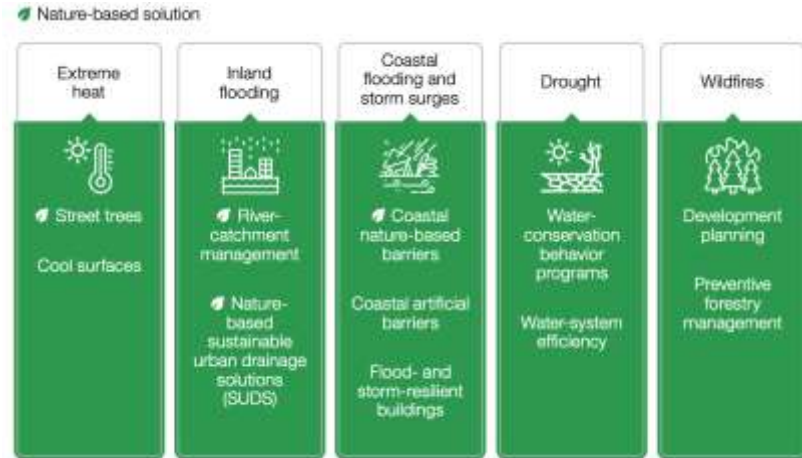 Nature-based solution
Extreme
heat
Street trees
Cool surfaces
Inland
flooding
River-
catchment
management
Nature-
based
sustainable
urban drainage
solutions
(SUDS)
Coastal
flooding and
storm surges
Coastal
nature-based
barriers
Coastal artificial
barriers
Flood- and
storm-resilient
buildings
Drought
Water-
conservation
behavior
programs
Water-system
efficiency
Wildfires
Development
planning
Preventive
forestry
management